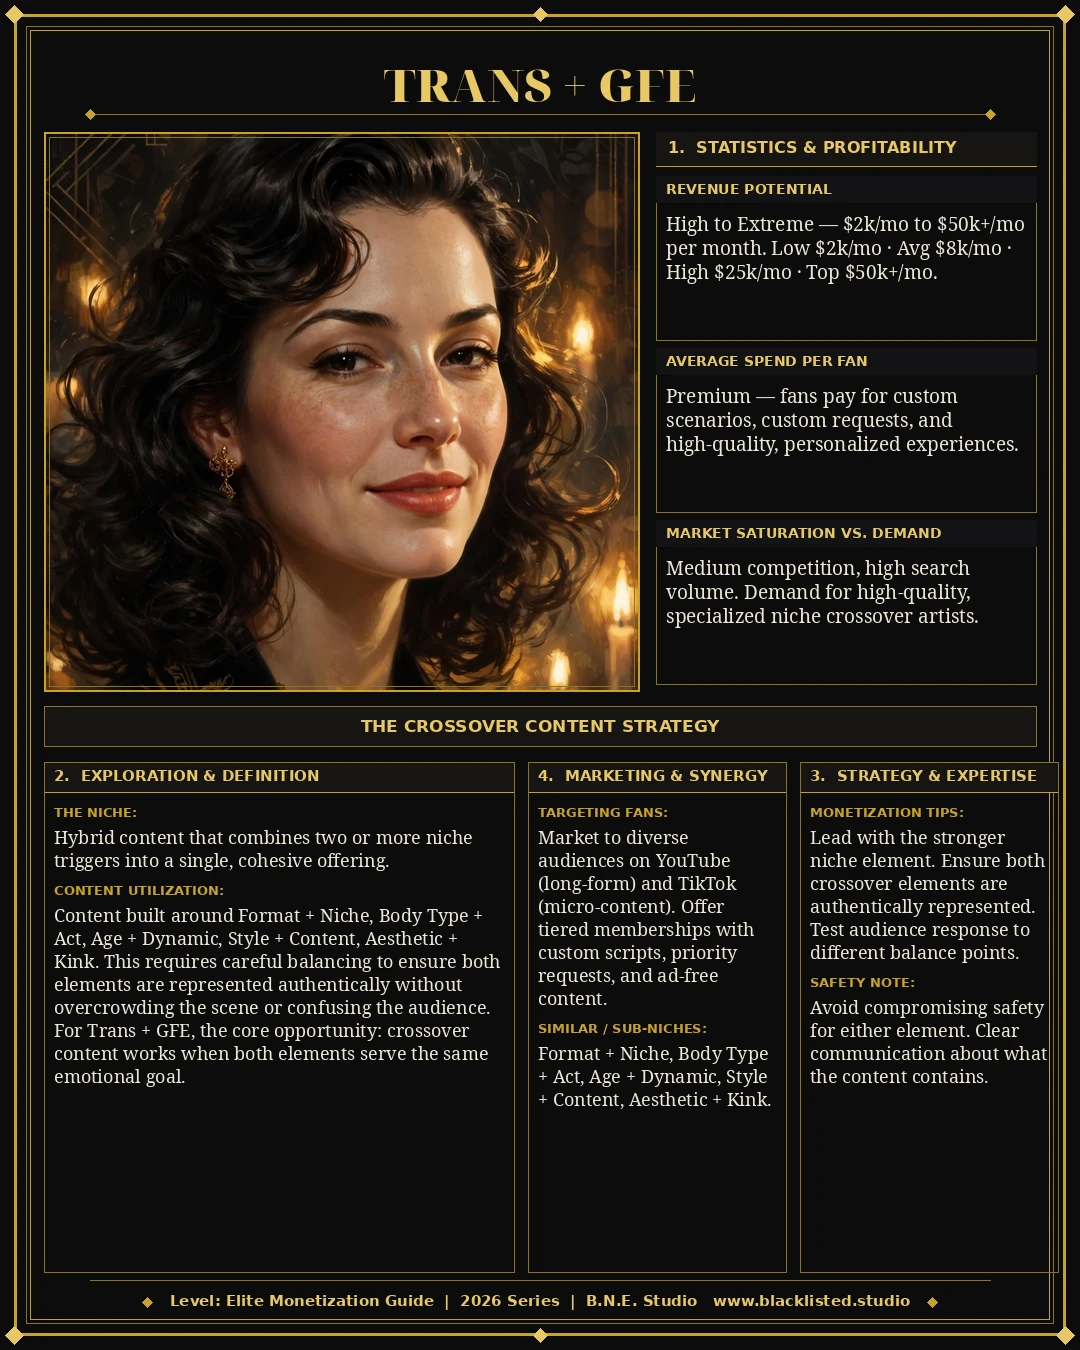 TRANS + GFE
1. STATISTICS & PROFITABILITY
REVENUE POTENTIAL
High to Extreme — $2k/mo to $50k+/mo
per month. Low $2k/mo · Avg $8k/mo ·
High $25k/mo · Top $50k+/mo.
AVERAGE SPEND PER FAN
Premium — fans pay for custom
scenarios, custom requests, and
high-quality, personalized experiences.
MARKET SATURATION VS. DEMAND
Medium competition, high search
volume. Demand for high-quality,
specialized niche crossover artists.
THE CROSSOVER CONTENT STRATEGY
2. EXPLORATION & DEFINITION
THE NICHE:
Hybrid content that combines two or more niche
triggers into a single, cohesive offering.
CONTENT UTILIZATION:
Content built around Format + Niche, Body Type +
Act, Age + Dynamic, Style + Content, Aesthetic +
Kink. This requires careful balancing to ensure both
elements are represented authentically without
overcrowding the scene or confusing the audience.
For Trans + GFE, the core opportunity: crossover
content works when both elements serve the same
emotional goal.
4. MARKETING & SYNERGY
TARGETING FANS:
Market to diverse
audiences on YouTube
(long-form) and TikTok
(micro-content). Offer
tiered memberships with
custom scripts, priority
requests, and ad-free
content.
SIMILAR / SUB-NICHES:
Format + Niche, Body Type
+ Act, Age + Dynamic, Style
+ Content, Aesthetic + Kink.
3. STRATEGY & EXPERTISE
MONETIZATION TIPS:
Lead with the stronger
niche element. Ensure both
crossover elements are
authentically represented.
Test audience response to
different balance points.
SAFETY NOTE:
Avoid compromising safety
for either element. Clear
communication about what
the content contains.
Level: Elite Monetization Guide | 2026 Series | B.N.E. Studio www.blacklisted.studio